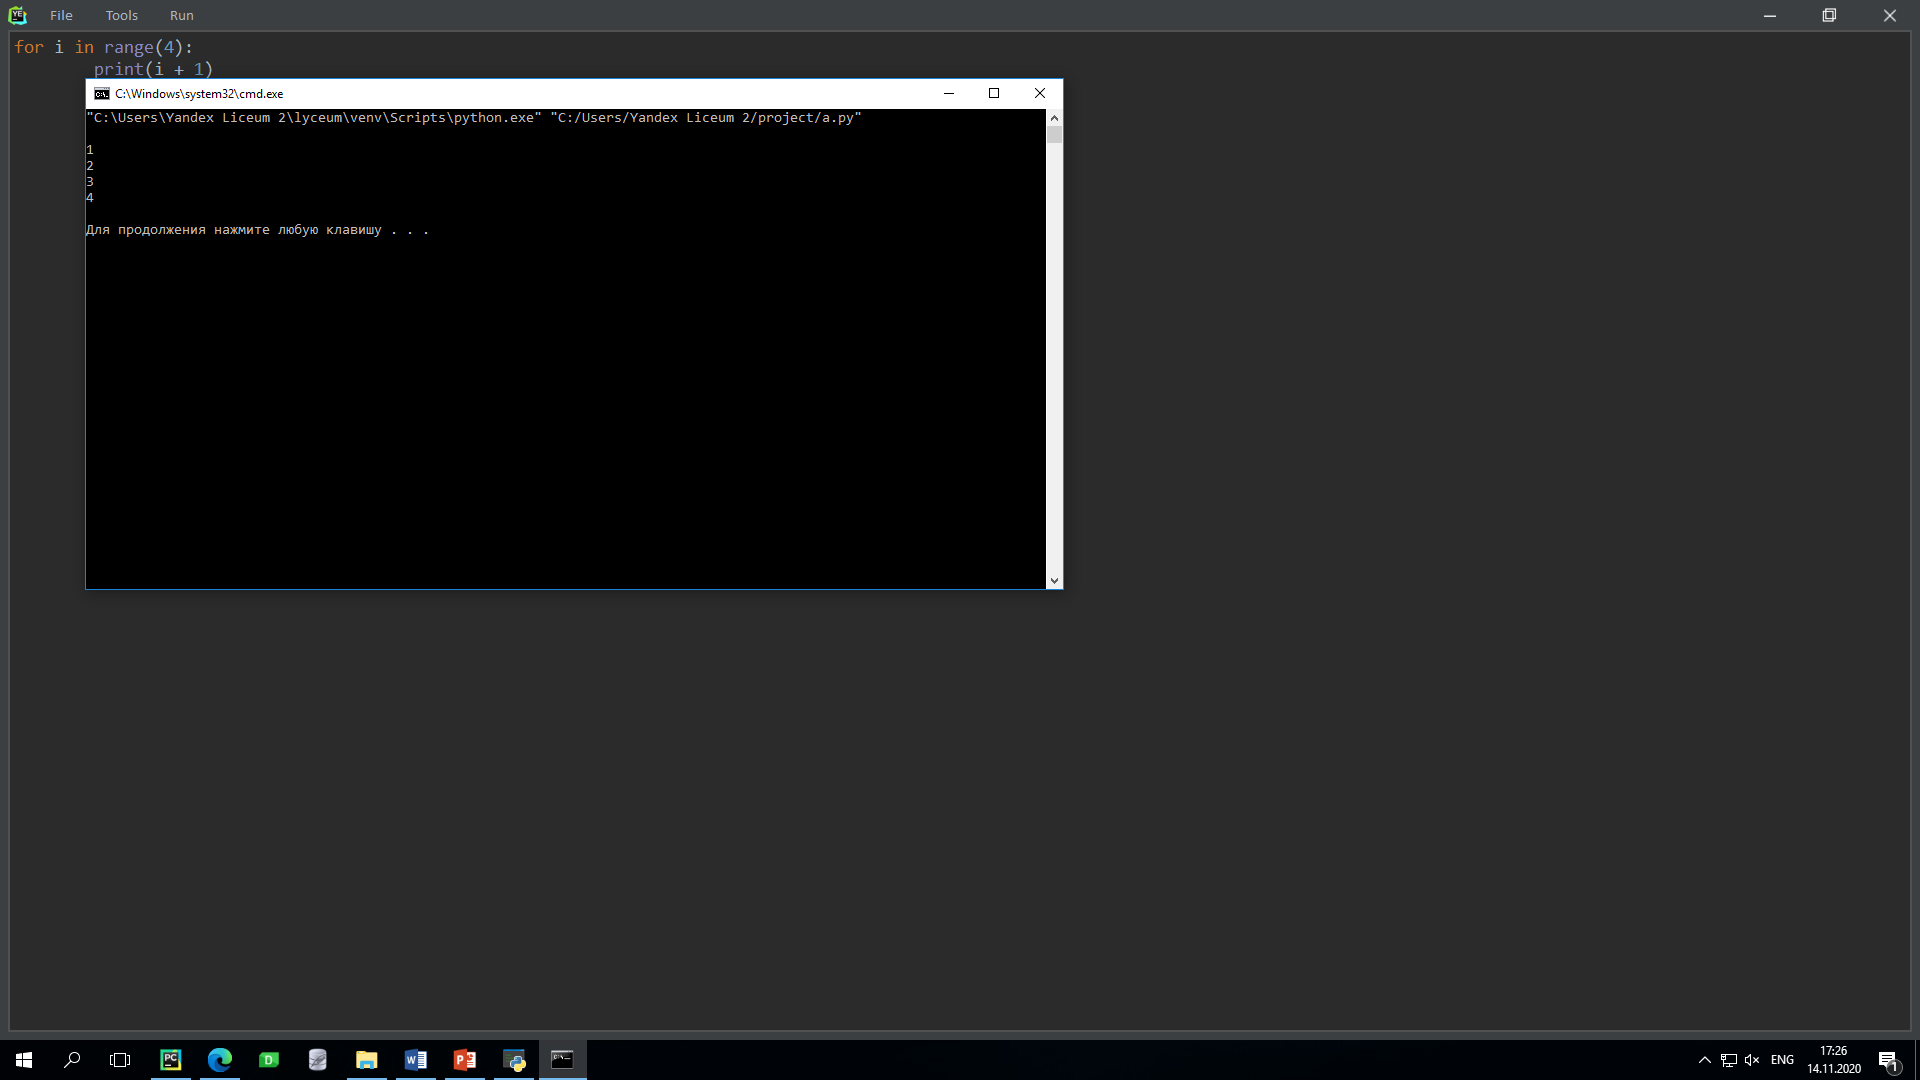 File Tools Run
for i in range(4):
        print(i + 1)
C:\Windows\system32\cmd.exe
"C:\Users\Yandex Liceum 2\lyceum\venv\Scripts\python.exe" "C:/Users/Yandex Liceum 2/project/a.py"
1
2
3
4
Для продолжения нажмите любую клавишу . . .
ENG
17:26
14.11.2020
1